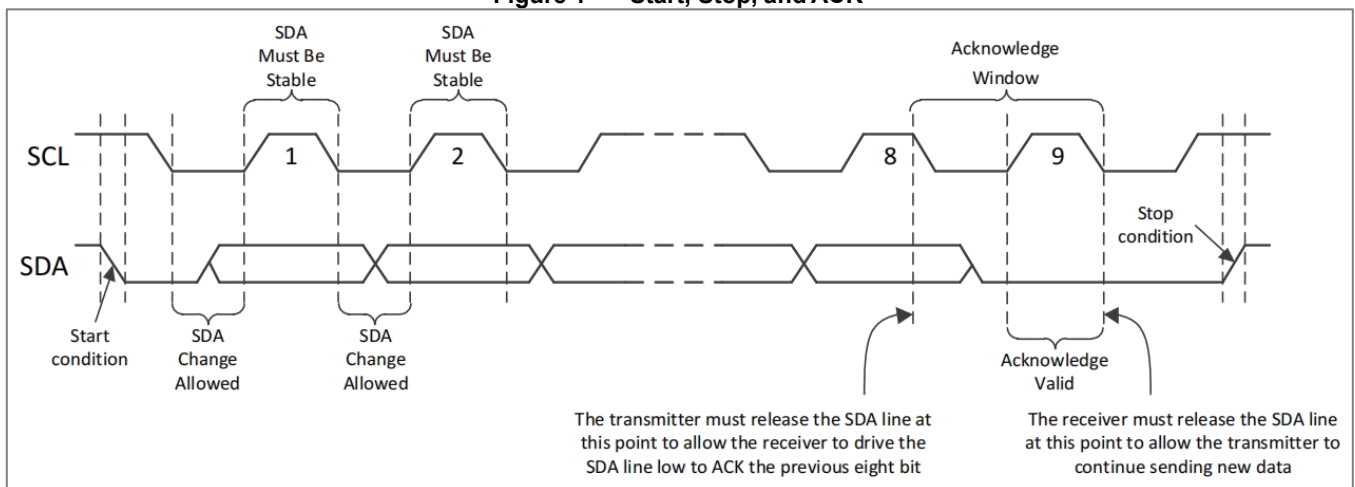 Figure 1 Start, Stop, and ACK
SDA
Must Be
Stable
SDA
Must Be
Stable
Acknowledge
Window
SCL
1
2
8
9
Stop
condition
SDA
Start
condition
SDA
Change
Allowed
SDA
Change
Allowed
Acknowledge
Valid
The transmitter must release the SDA line at
this point to allow the receiver to drive the
SDA line low to ACK the previous eight bit
The receiver must release the SDA line
at this point to allow the transmitter to
continue sending new data